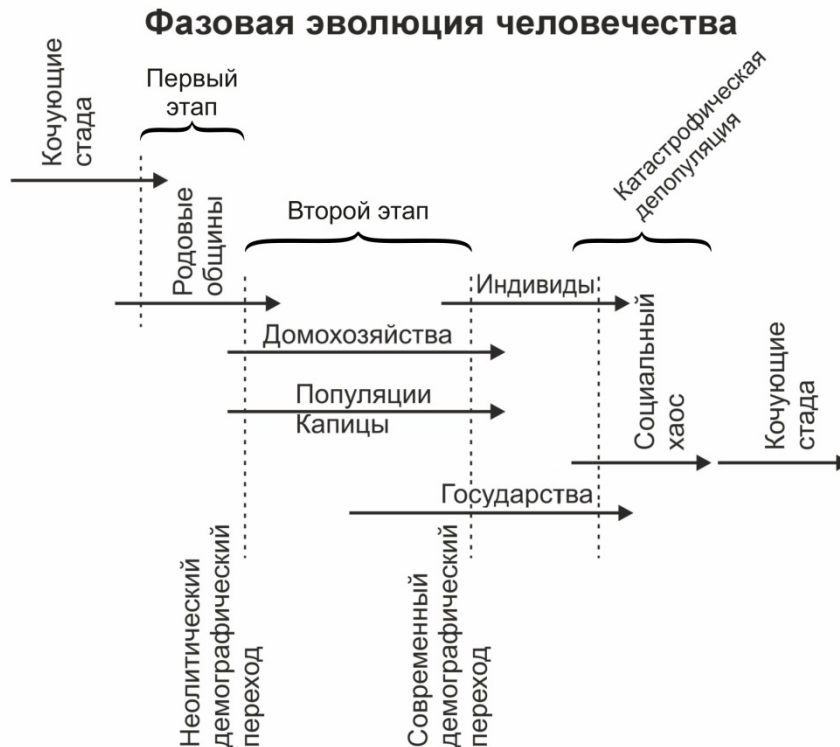 Фазовая эволюция человечества
Кочующие
стада
Первый
этап
Катастрофическая
депопуляция
Родовые
общины
Второй этап
Индивиды
Домохозяйства
Популяции
Капицы
Социальный
хаос
Кочующие
стада
Государства
Неолитический
демографический
переход
Современный
демографический
переход